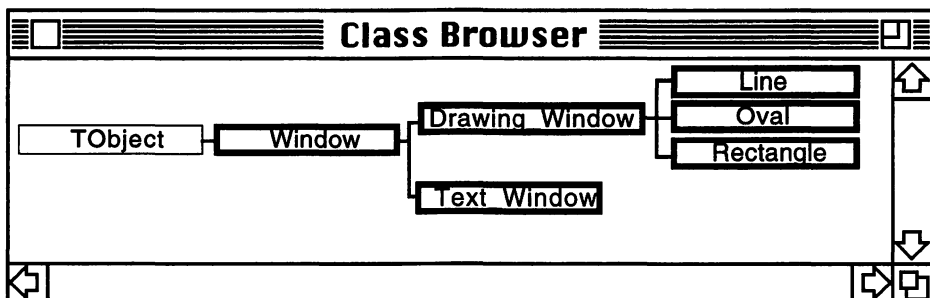 Class Browser
Line
Drawing Window
Oval
TObject
Window
Rectangle
Text Window